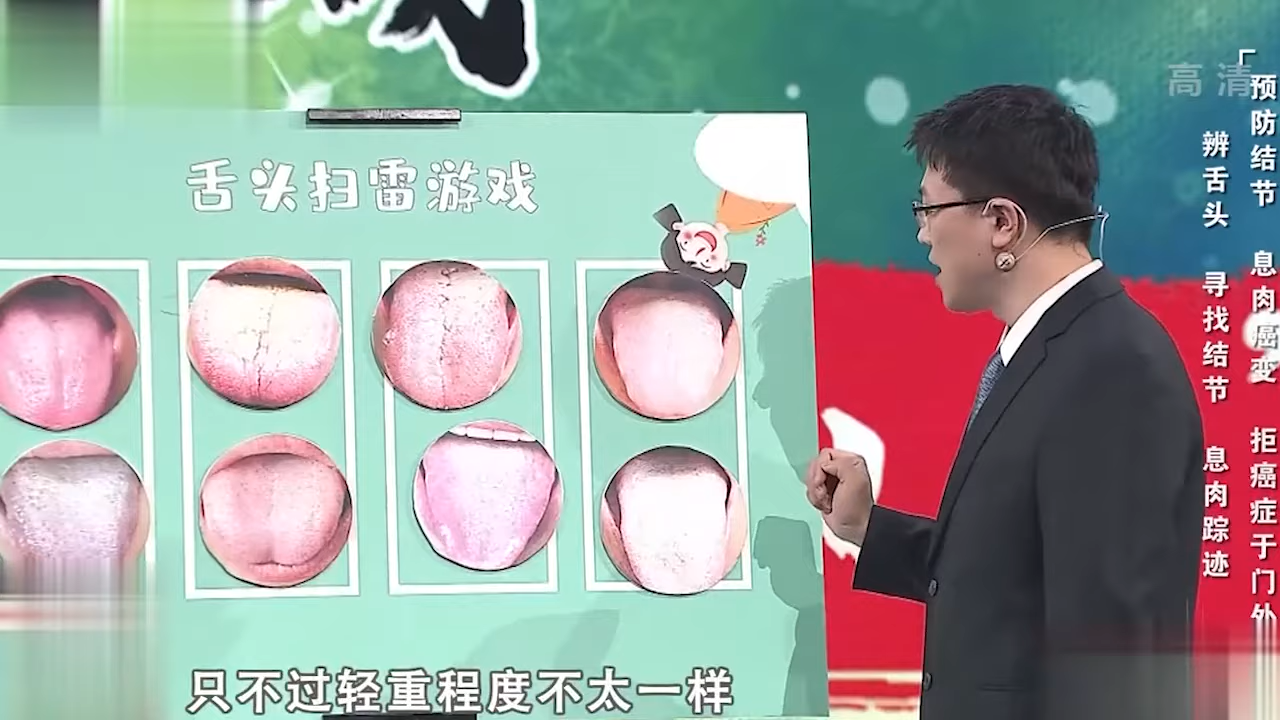 高清
舌头扫雷游戏
「预防结节 息肉癌变 拒癌症于门外
辨舌头 寻找结节 息肉踪迹
只不过轻重程度不太一样